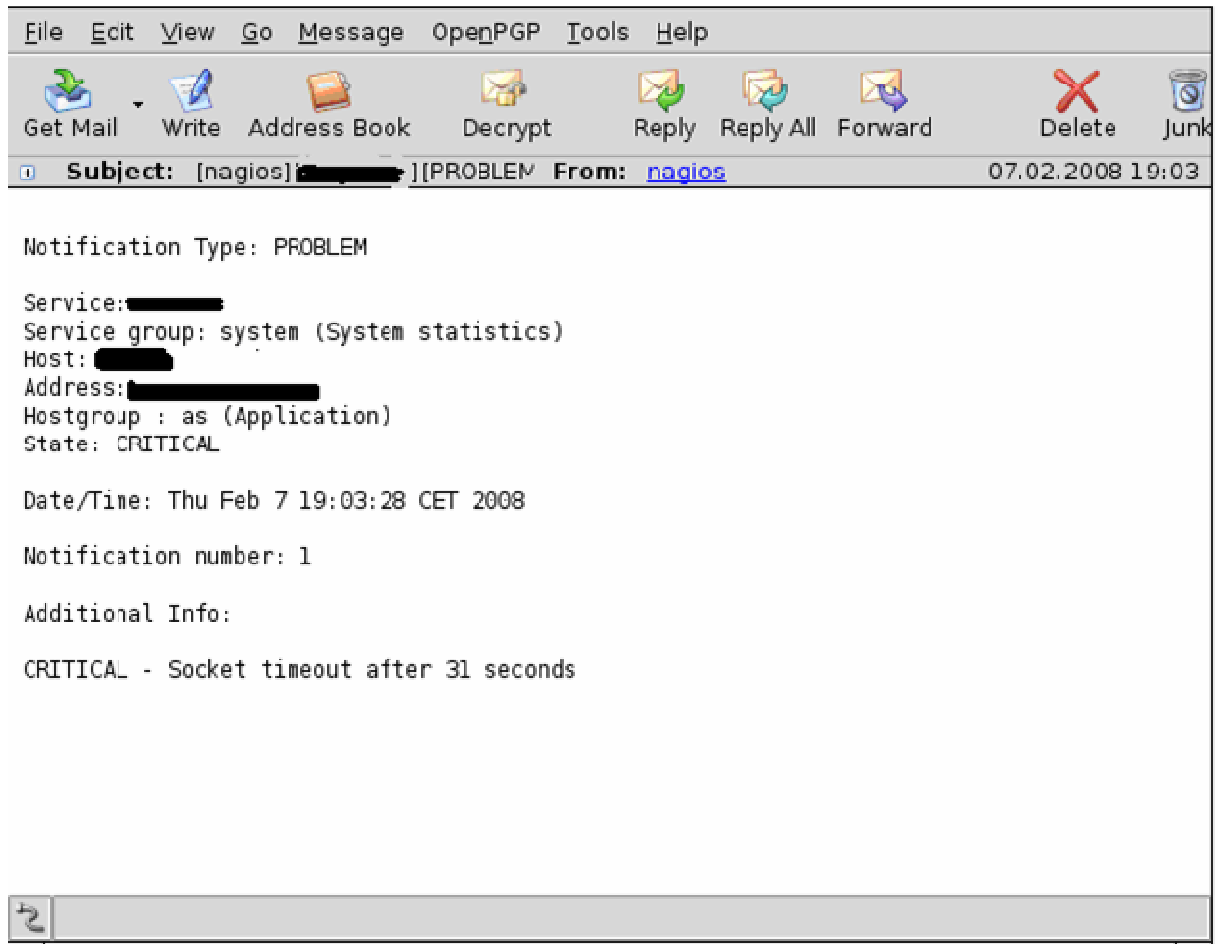 File Edit View Go Message OpenPGP Tools Help
Get Mail Write Address Book Decrypt Reply Reply All Forward Delete Junk
Subject: [nagios][ ][PROBLEM From: nagios 07.02.2008 19:03
Notification Type: PROBLEM
Service:
Service group: system (System statistics)
Host:
Address:
Hostgroup : as (Application)
State: CRITICAL
Date/Time: Thu Feb 7 19:03:28 CET 2008
Notification number: 1
Additional Info:
CRITICAL - Socket timeout after 31 seconds